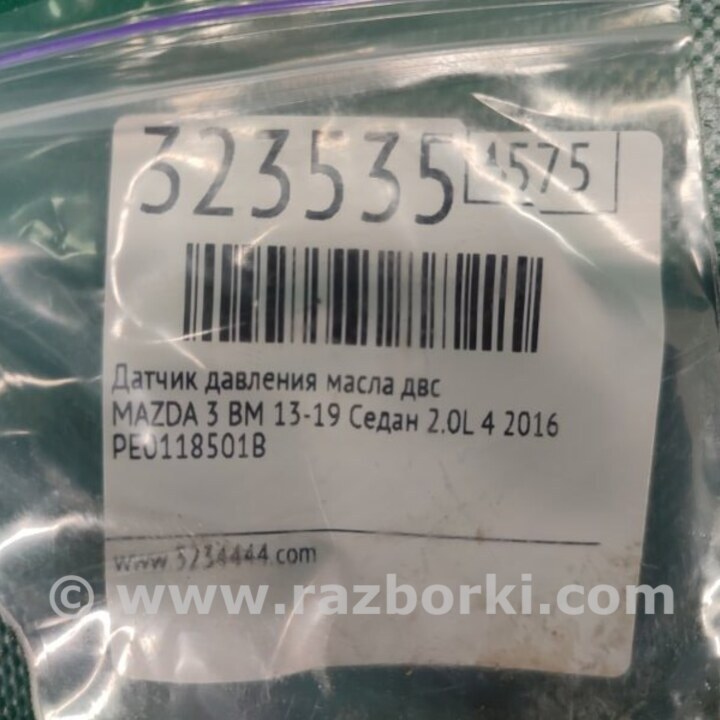 323535 4575
Датчик давления масла двс
MAZDA 3 BM 13-19 Седан 2.0L 4 2016
PE0118501B
www.3234444.com
© www.razborki.com